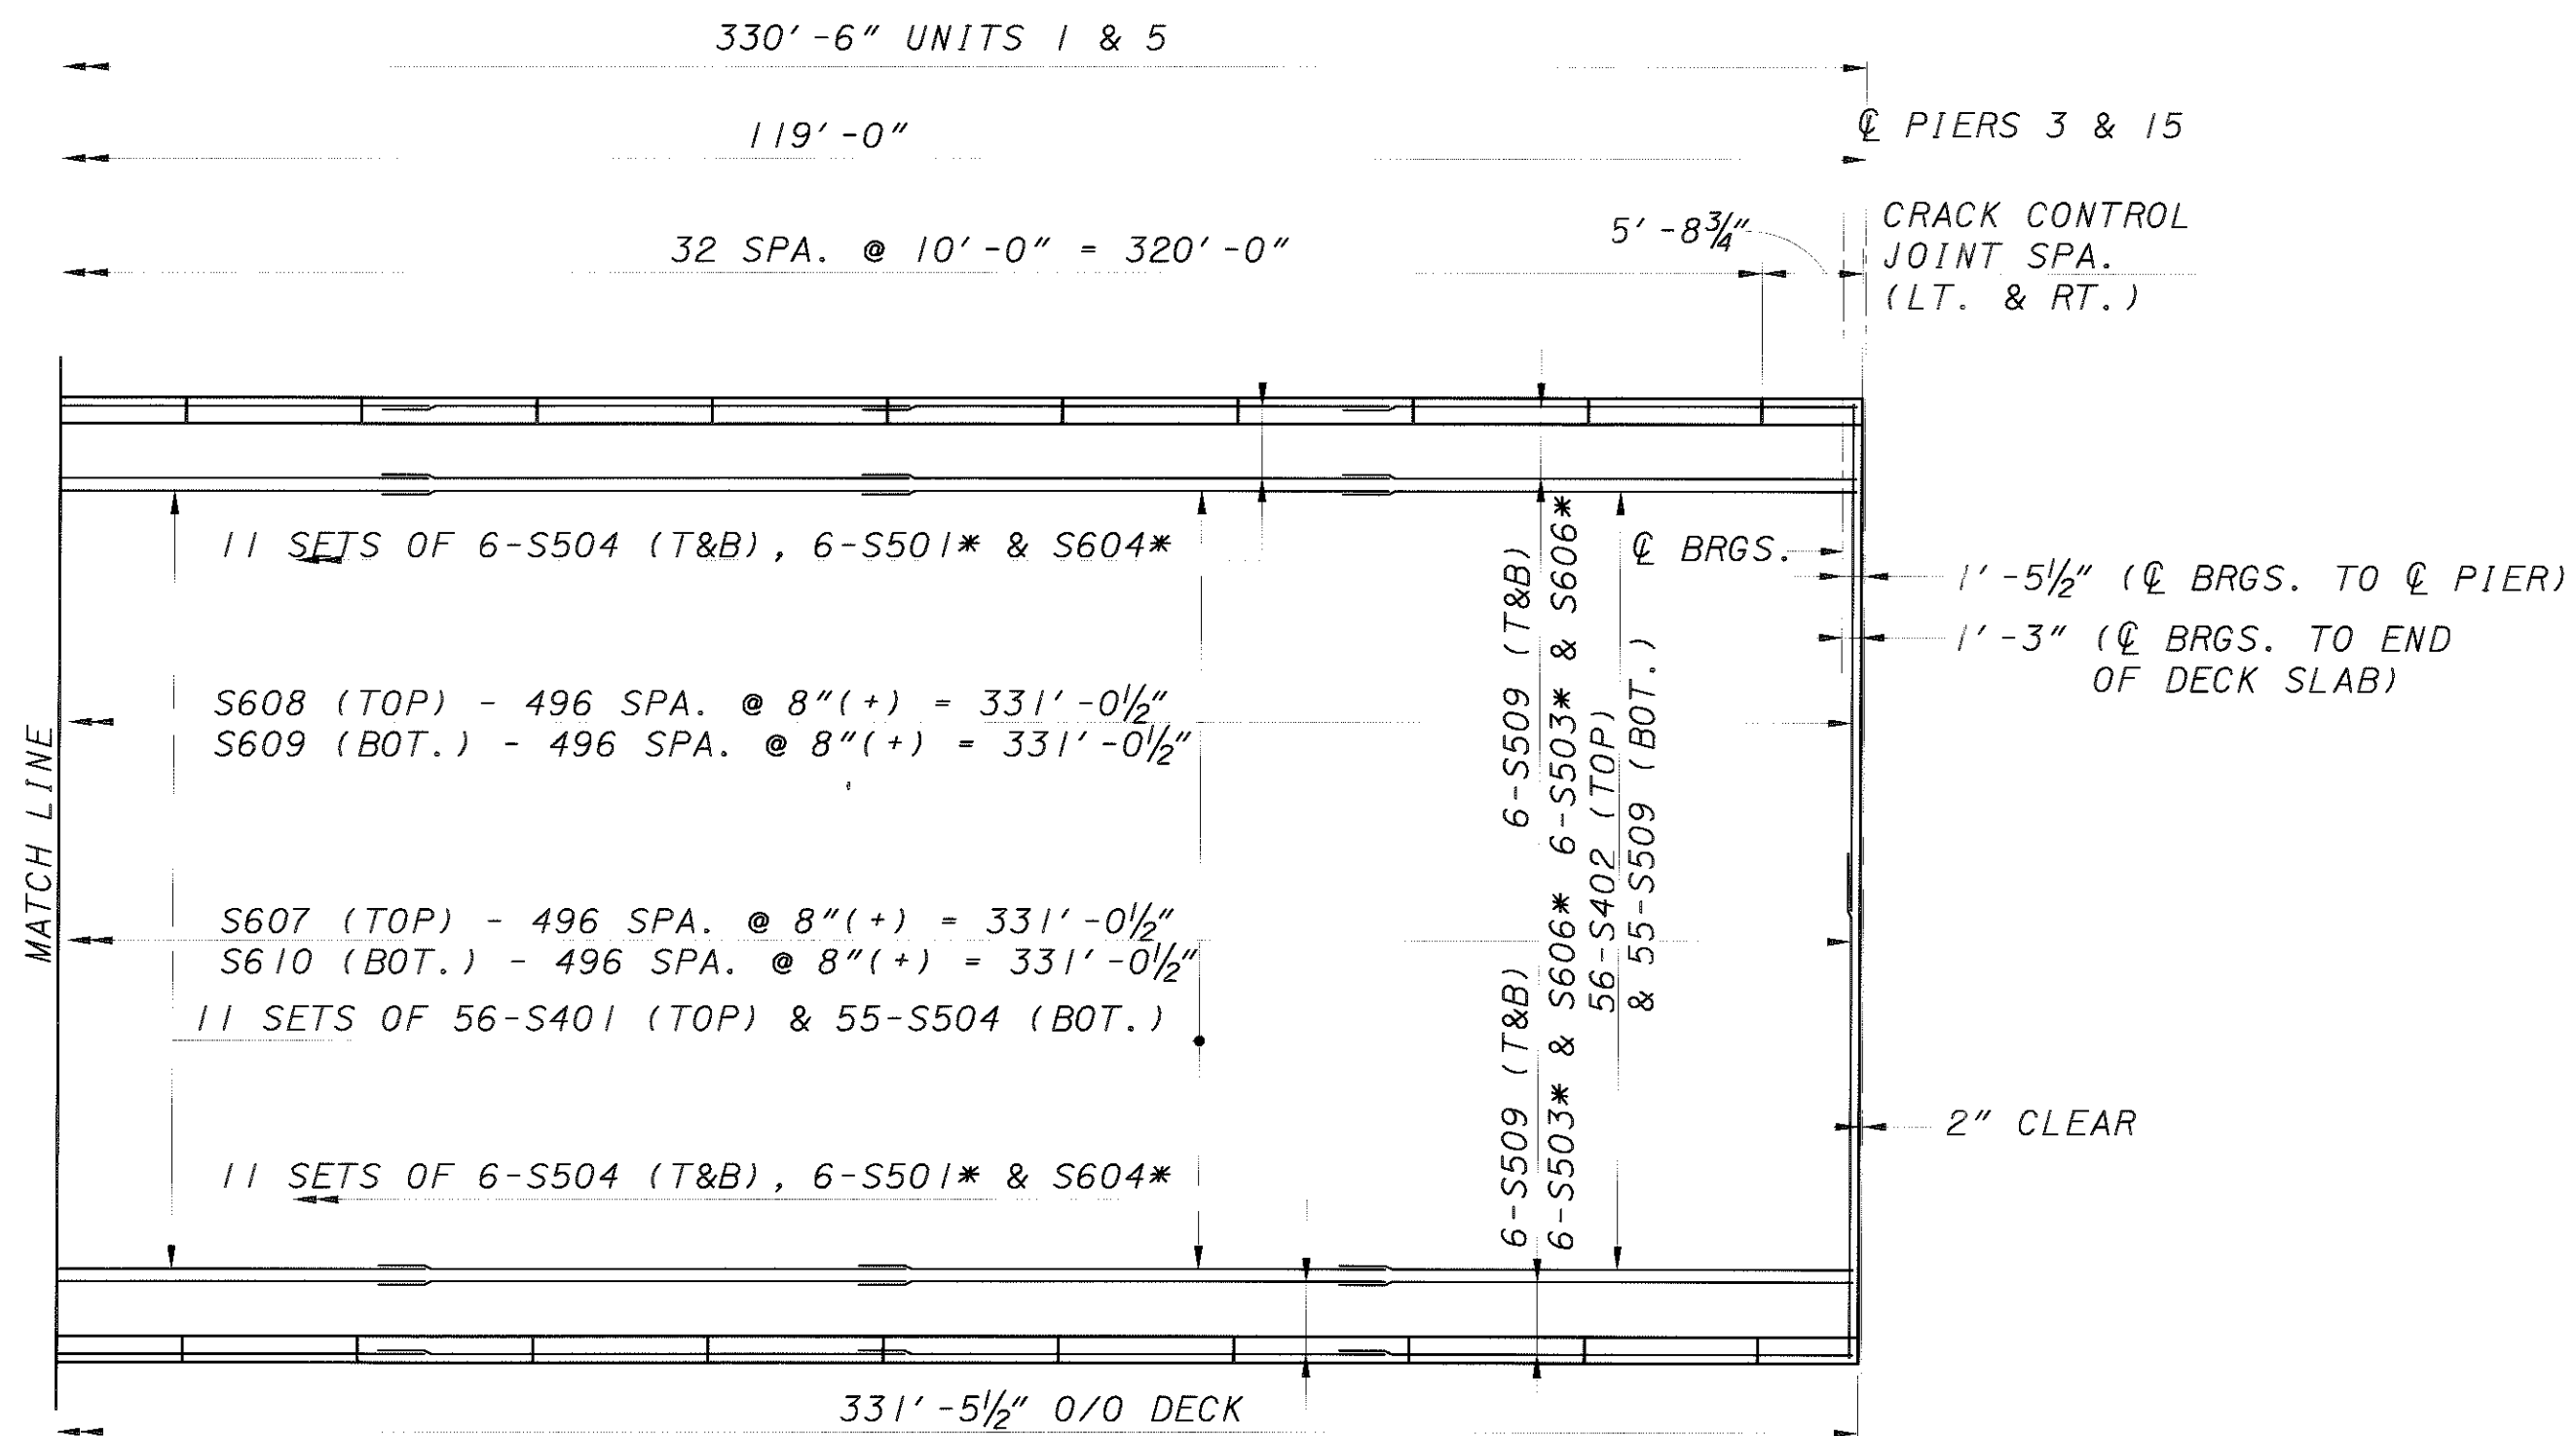 330'-6" UNITS 1 & 5
119'-0"
℄ PIERS 3 & 15
32 SPA. @ 10'-0" = 320'-0"
5'-8¾"
CRACK CONTROL
JOINT SPA.
(LT. & RT.)
11 SETS OF 6-S504 (T&B), 6-S501* & S604*
℄ BRGS.
1'-5½" (℄ BRGS. TO ℄ PIER)
1'-3" (℄ BRGS. TO END
OF DECK SLAB)
S608 (TOP) - 496 SPA. @ 8"(+) = 331'-0½"
S609 (BOT.) - 496 SPA. @ 8"(+) = 331'-0½"
6-S509 (T&B)
6-S503* & S606*
MATCH LINE
S607 (TOP) - 496 SPA. @ 8"(+) = 331'-0½"
S610 (BOT.) - 496 SPA. @ 8"(+) = 331'-0½"
11 SETS OF 56-S401 (TOP) & 55-S504 (BOT.)
56-S402 (TOP)
& 55-S509 (BOT.)
6-S509 (T&B)
6-S503* & S606*
2" CLEAR
11 SETS OF 6-S504 (T&B), 6-S501* & S604*
331'-5½" O/O DECK